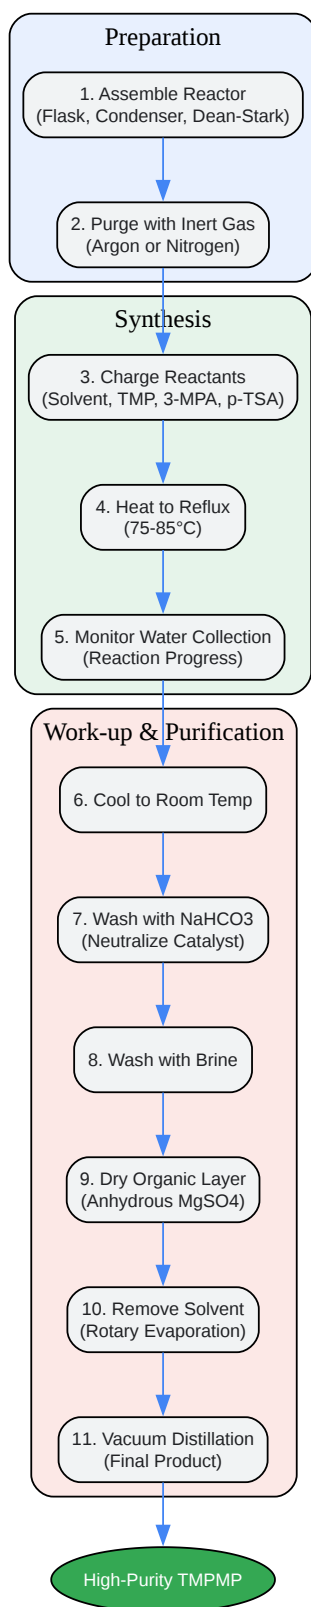 Preparation
1. Assemble Reactor
(Flask, Condenser, Dean-Stark)
2. Purge with Inert Gas
(Argon or Nitrogen)
Synthesis
3. Charge Reactants
(Solvent, TMP, 3-MPA, p-TSA)
4. Heat to Reflux
(75-85°C)
5. Monitor Water Collection
(Reaction Progress)
Work-up & Purification
6. Cool to Room Temp
7. Wash with NaHCO3
(Neutralize Catalyst)
8. Wash with Brine
9. Dry Organic Layer
(Anhydrous MgSO4)
10. Remove Solvent
(Rotary Evaporation)
11. Vacuum Distillation
(Final Product)
High-Purity TMPMP